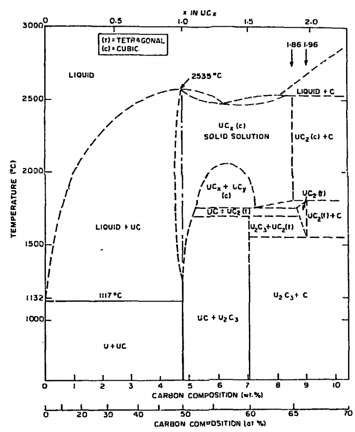 x IN UCx
0 0.5 1.0 1.5 2.0
(t) = TETRAGONAL
(c) = CUBIC
1·86 1·96
3000
2500
2000
1500
1132
1000
TEMPERATURE (°C)
LIQUID
2535 °C
LIQUID + C
UCx (c)
SOLID SOLUTION
UC2 (c) + C
UCx + UCy
(c)
UC2 (t)
UC + UC2 (t)
UC2(t) + C
U2C3 + UC2(t)
LIQUID + UC
1117 °C
U2C3 + C
UC + U2C3
U + UC
0 1 2 3 4 5 6 7 8 9 10
CARBON COMPOSITION (wt. %)
0 10 20 30 40 50 60 65 70
CARBON COMPOSITION (at %)